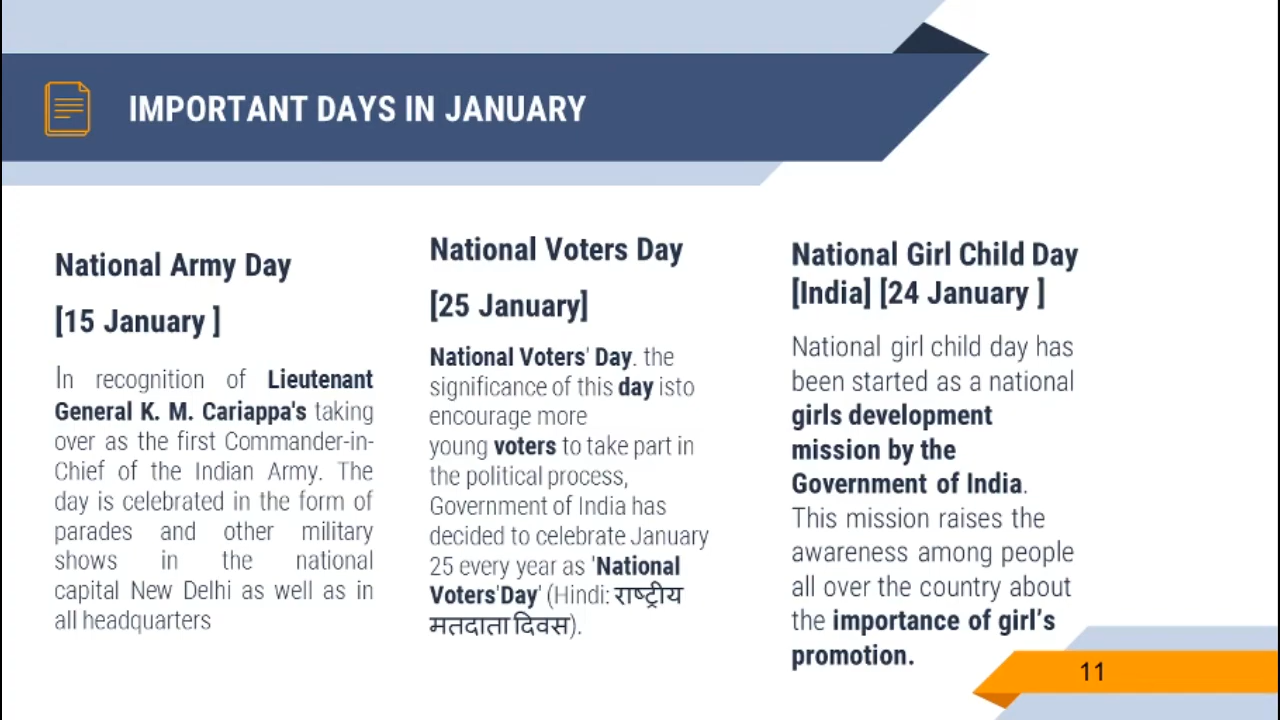 IMPORTANT DAYS IN JANUARY
National Army Day
[15 January ]
In recognition of Lieutenant
General K. M. Cariappa's taking
over as the first Commander-in-
Chief of the Indian Army. The
day is celebrated in the form of
parades and other military
shows in the national
capital New Delhi as well as in
all headquarters
National Voters Day
[25 January]
National Voters' Day. the
significance of this day isto
encourage more
young voters to take part in
the political process,
Government of India has
decided to celebrate January
25 every year as 'National
Voters'Day' (Hindi: राष्ट्रीय
मतदाता दिवस).
National Girl Child Day
[India] [24 January ]
National girl child day has
been started as a national
girls development
mission by the
Government of India.
This mission raises the
awareness among people
all over the country about
the importance of girl’s
promotion.
11